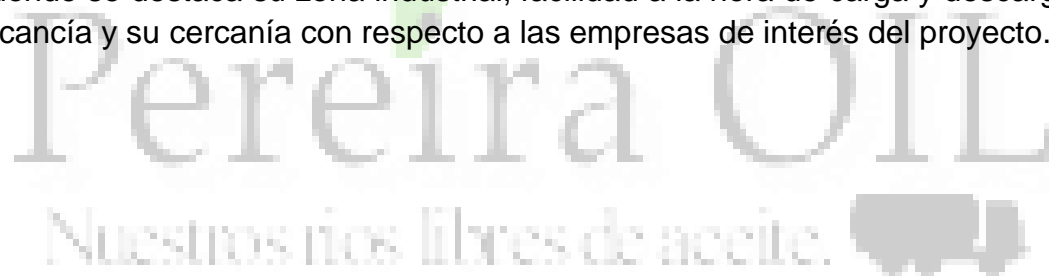 donde se destaca su zona industrial, facilidad a la hora de carga y descarg
cancía y su cercanía con respecto a las empresas de interés del proyecto.
Pereira OIL
Nuestros ríos libres de aceite.